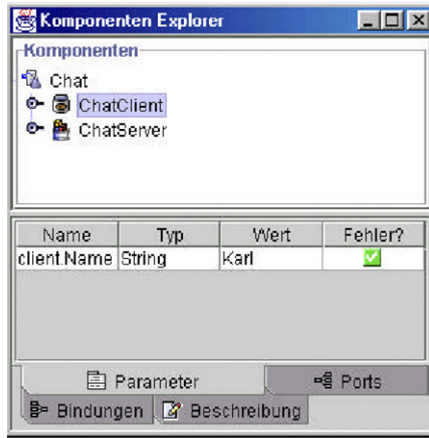 Komponenten Explorer
Komponenten
Chat
ChatClient
ChatServer
Name Typ Wert Fehler?
client.Name String Karl
Parameter Ports
Bindungen Beschreibung